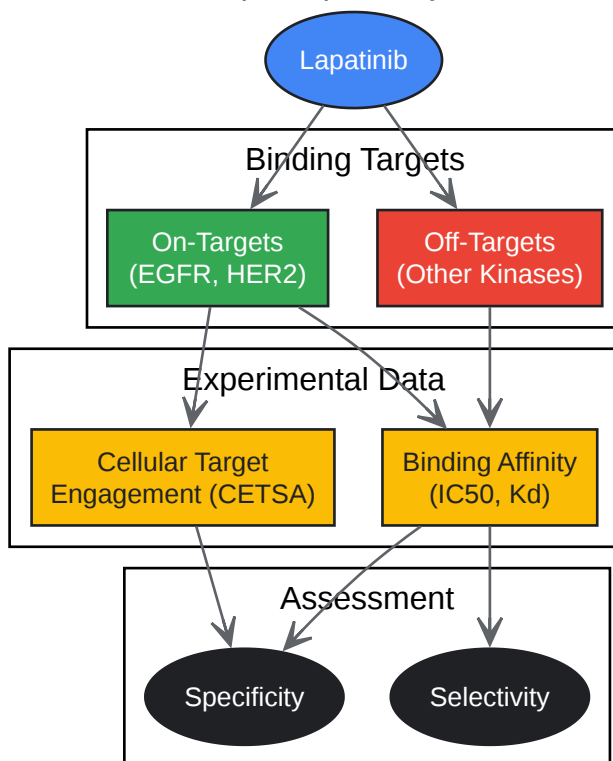 Lapatinib
Binding Targets
On-Targets
(EGFR, HER2)
Off-Targets
(Other Kinases)
Experimental Data
Cellular Target
Engagement (CETSA)
Binding Affinity
(IC50, Kd)
Assessment
Specificity
Selectivity